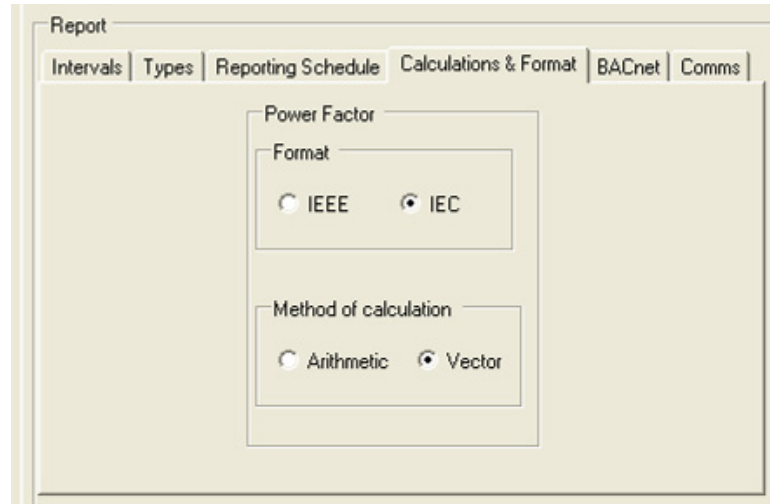 Report
Intervals Types Reporting Schedule Calculations & Format BACnet Comms
Power Factor
Format
IEEE IEC
Method of calculation
Arithmetic Vector